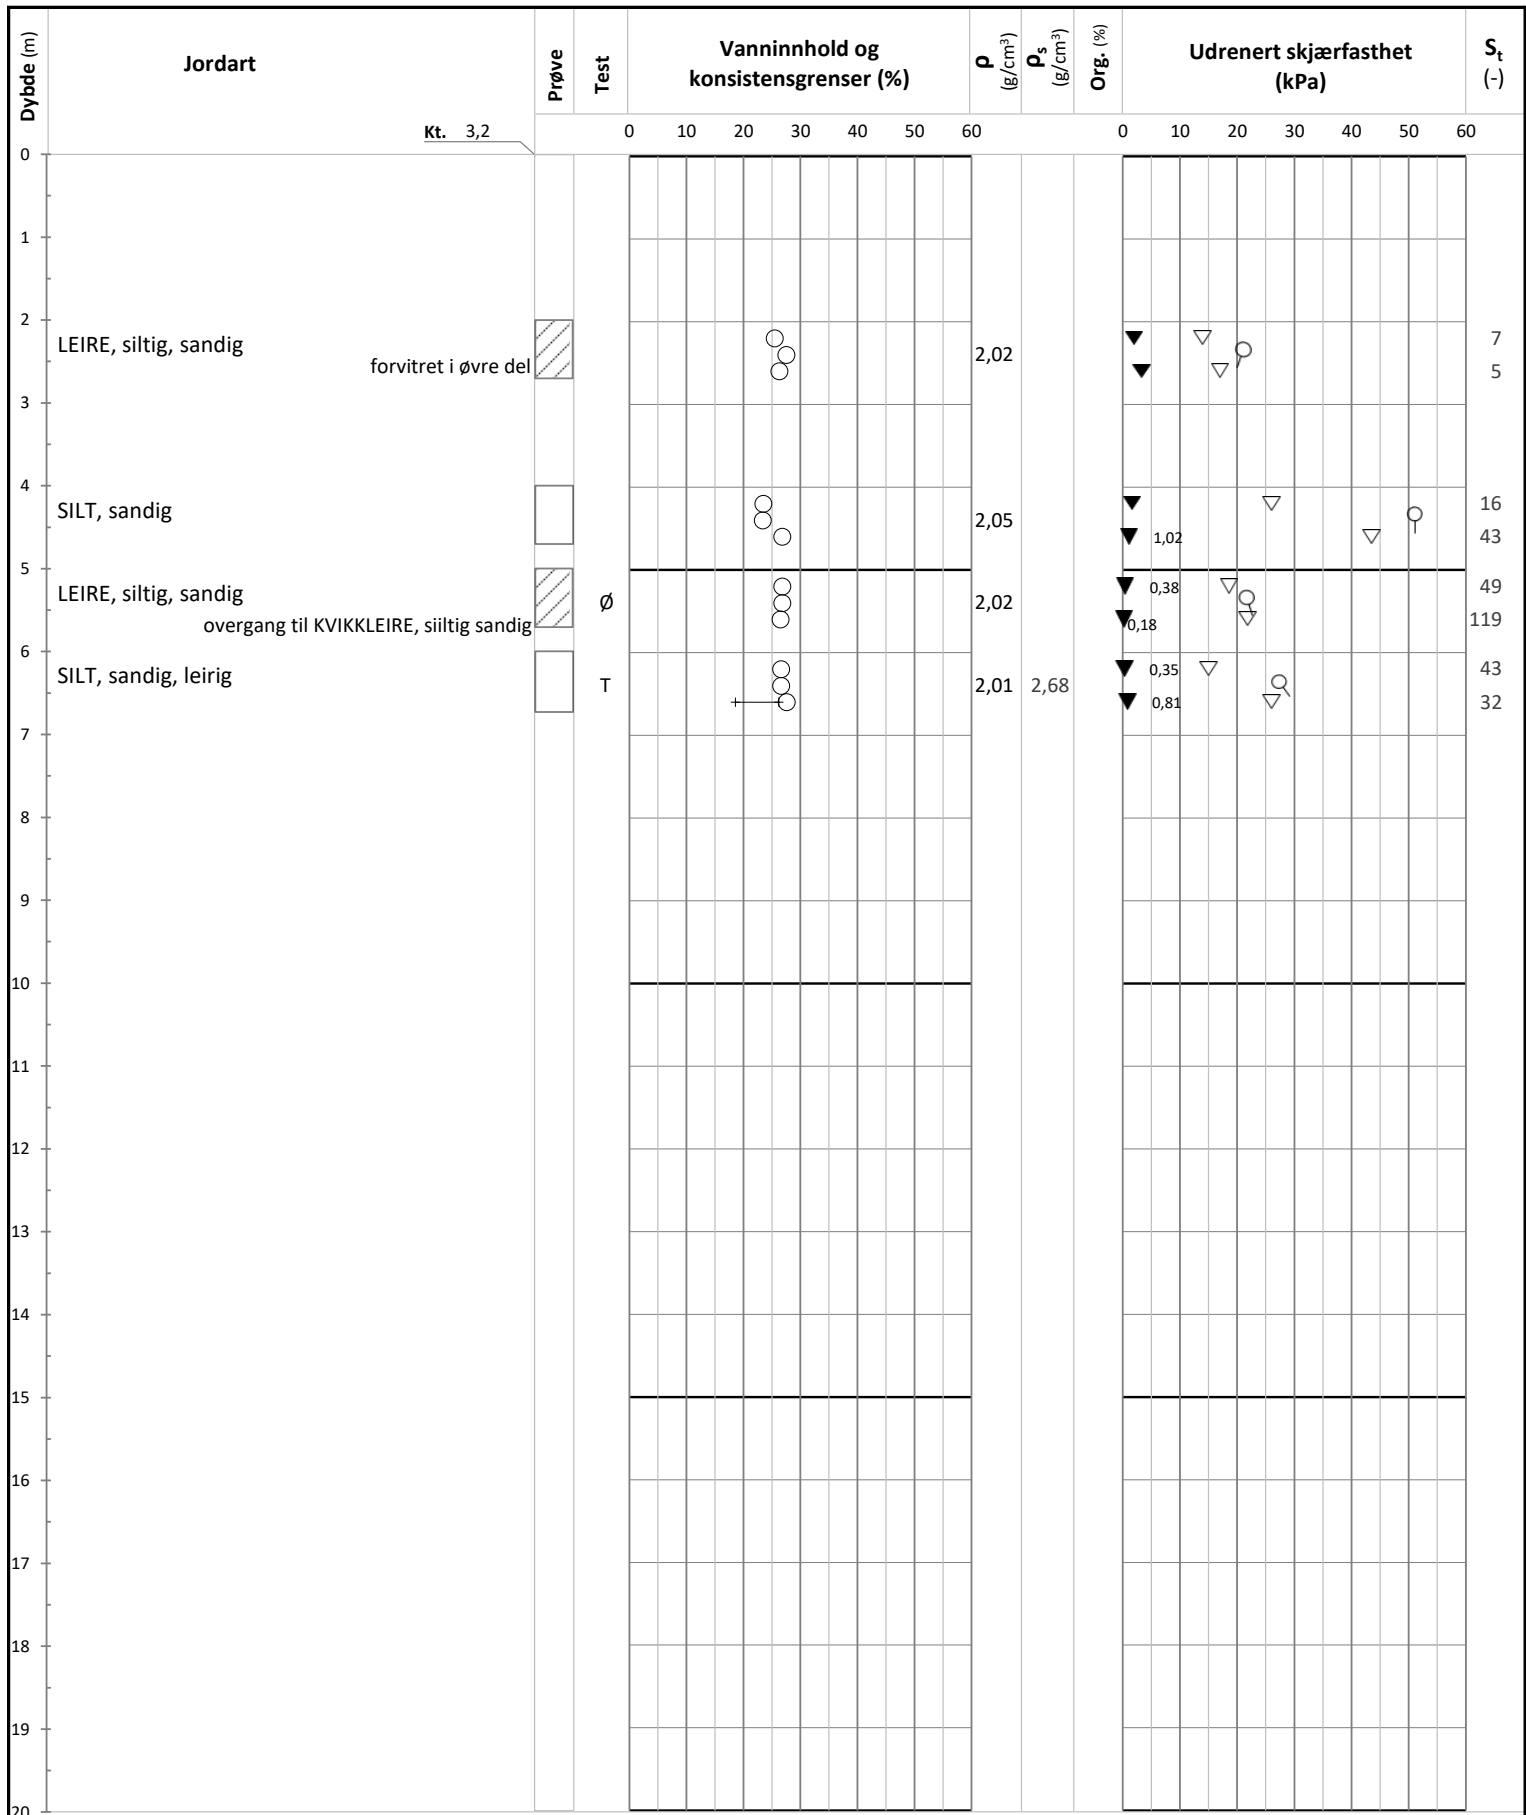 Dybde (m)
Jordart
Prøve
Test
Vanninnhold og
konsistensgrenser (%)
ρ
(g/cm³)
ρs
(g/cm³)
Org. (%)
Udrenert skjærfasthet
(kPa)
St
(-)
Kt. 3,2
0 10 20 30 40 50 60
0 10 20 30 40 50 60
0
1
2
LEIRE, siltig, sandig
7
2,02
forvitret i øvre del
5
3
4
SILT, sandig
16
2,05
1,02
43
5
LEIRE, siltig, sandig
0,38
49
Ø
2,02
overgang til KVIKKLEIRE, siiltig sandig
0,18
119
6
SILT, sandig, leirig
0,35
43
T
2,01
2,68
0,81
32
7
8
9
10
11
12
13
14
15
16
17
18
19
20